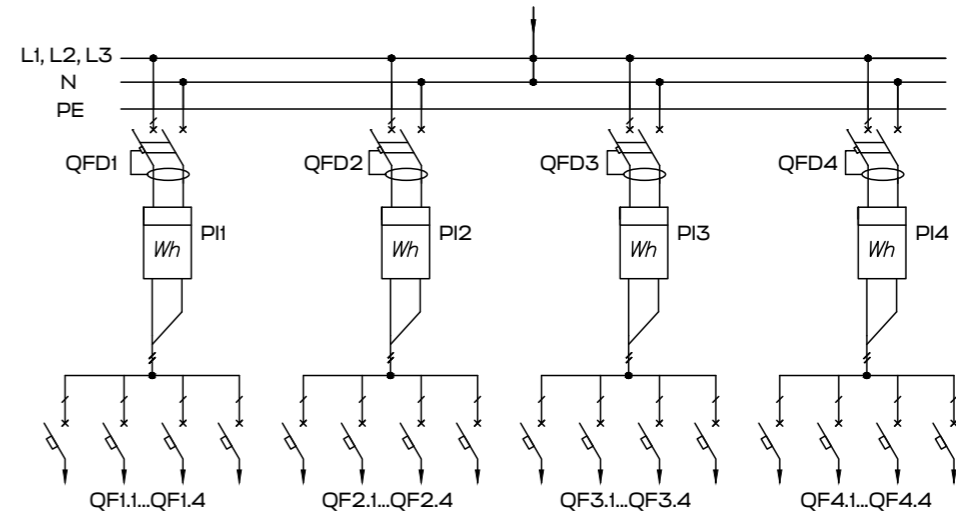 L1, L2, L3
N
PE
QFD1 QFD2 QFD3 QFD4
PI1 PI2 PI3 PI4
Wh Wh Wh Wh
QF1.1...QF1.4 QF2.1...QF2.4 QF3.1...QF3.4 QF4.1...QF4.4